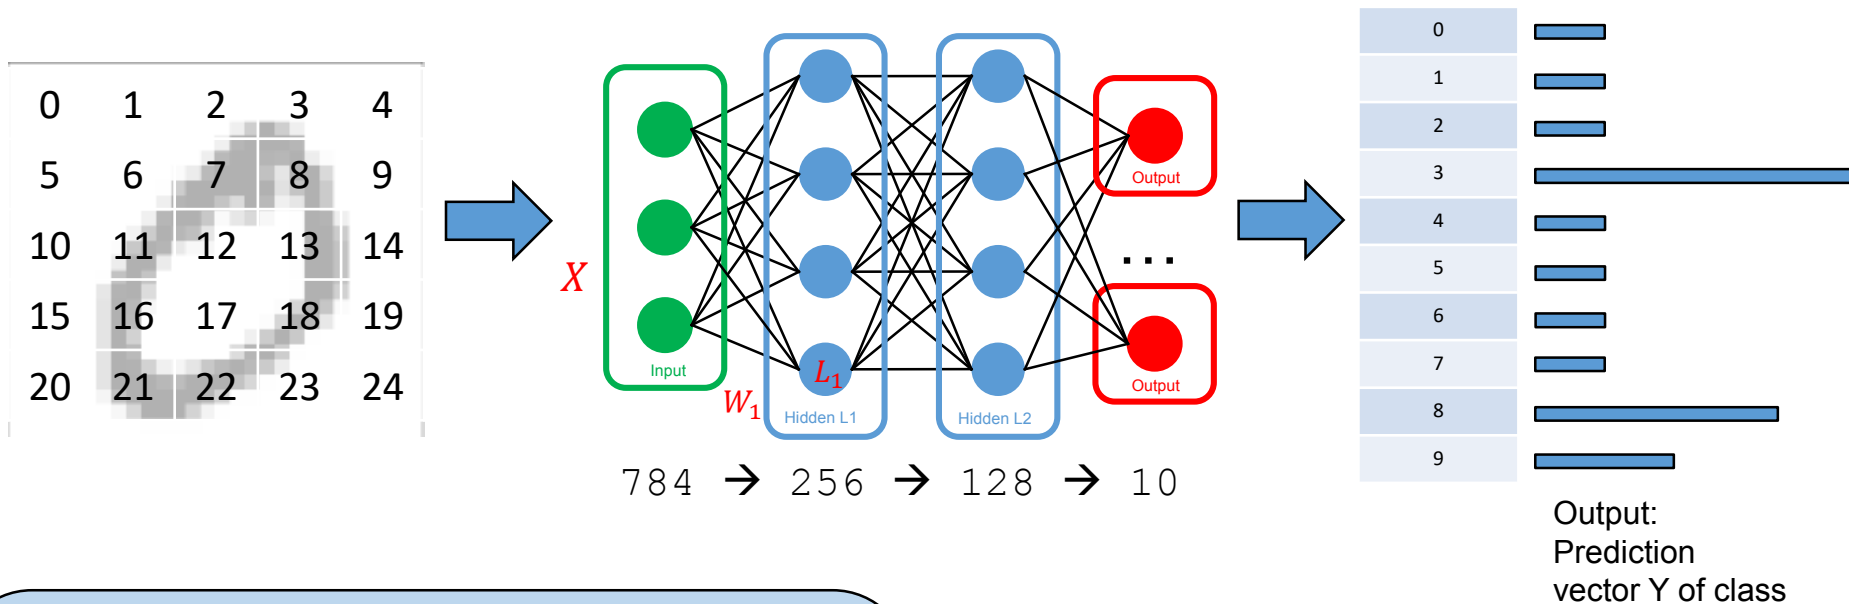 0 1 2 3 4
5 6 7 8 9
10 11 12 13 14
15 16 17 18 19
20 21 22 23 24
X
Input
W₁
L₁
Hidden L1
Hidden L2
Output
...
Output
784 → 256 → 128 → 10
0
1
2
3
4
5
6
7
8
9
Output:
Prediction
vector Y of class